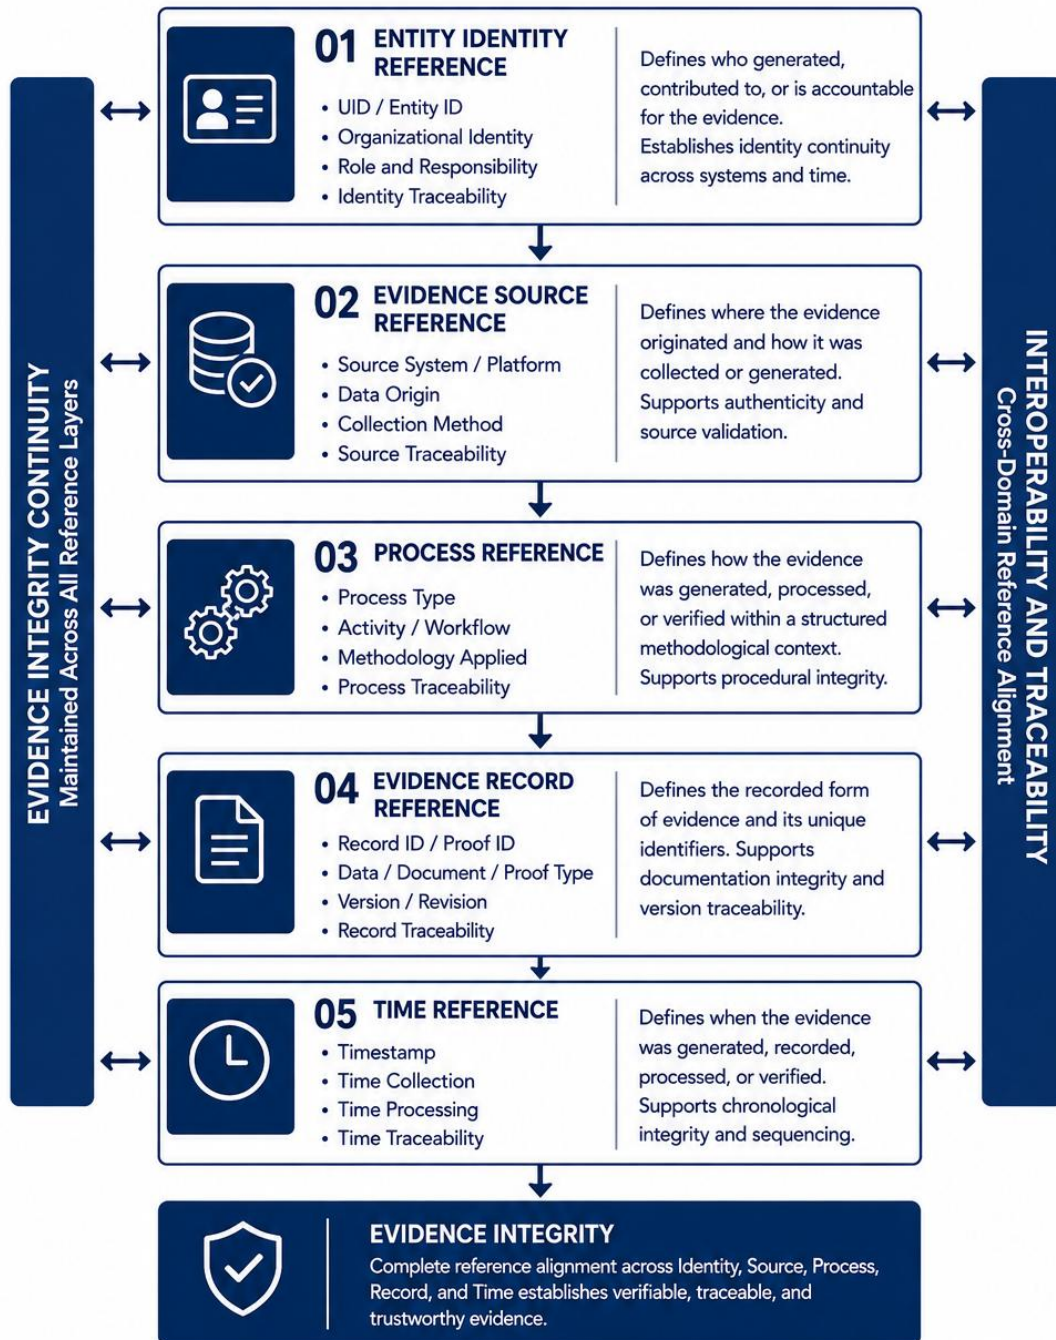 01 ENTITY IDENTITY
REFERENCE
• UID / Entity ID
• Organizational Identity
• Role and Responsibility
• Identity Traceability
Defines who generated,
contributed to, or is accountable
for the evidence.
Establishes identity continuity
across systems and time.
02 EVIDENCE SOURCE
REFERENCE
• Source System / Platform
• Data Origin
• Collection Method
• Source Traceability
Defines where the evidence
originated and how it was
collected or generated.
Supports authenticity and
source validation.
03 PROCESS REFERENCE
• Process Type
• Activity / Workflow
• Methodology Applied
• Process Traceability
Defines how the evidence
was generated, processed,
or verified within a structured
methodological context.
Supports procedural integrity.
04 EVIDENCE RECORD
REFERENCE
• Record ID / Proof ID
• Data / Document / Proof Type
• Version / Revision
• Record Traceability
Defines the recorded form
of evidence and its unique
identifiers. Supports
documentation integrity and
version traceability.
05 TIME REFERENCE
• Timestamp
• Time Collection
• Time Processing
• Time Traceability
Defines when the evidence
was generated, recorded,
processed, or verified.
Supports chronological
integrity and sequencing.
EVIDENCE INTEGRITY
Complete reference alignment across Identity, Source, Process,
Record, and Time establishes verifiable, traceable, and
trustworthy evidence.
EVIDENCE INTEGRITY CONTINUITY
Maintained Across All Reference Layers
INTEROPERABILITY AND TRACEABILITY
Cross-Domain Reference Alignment